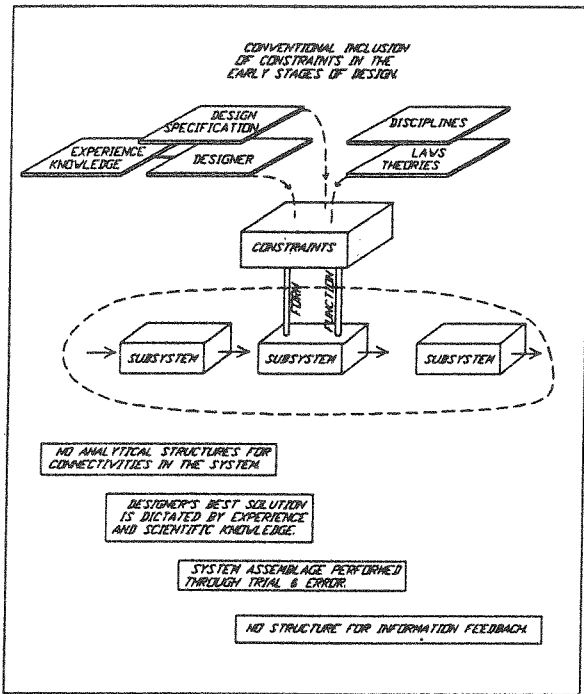 CONVENTIONAL INCLUSION
OF CONSTRAINTS IN THE
EARLY STAGES OF DESIGN.
DESIGN
SPECIFICATION
DISCIPLINES
EXPERIENCE
KNOWLEDGE
DESIGNER
LAWS
THEORIES
CONSTRAINTS
FORM
FUNCTION
SUBSYSTEM
SUBSYSTEM
SUBSYSTEM
NO ANALYTICAL STRUCTURES FOR
CONNECTIVITIES IN THE SYSTEM.
DESIGNER'S BEST SOLUTION
IS DICTATED BY EXPERIENCE
AND SCIENTIFIC KNOWLEDGE.
SYSTEM ASSEMBLAGE PERFORMED
THROUGH TRIAL & ERROR.
NO STRUCTURE FOR INFORMATION FEEDBACK.